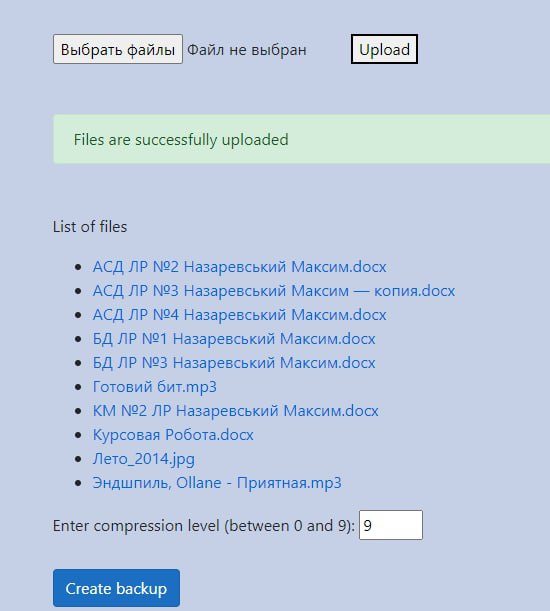 Выбрать файлы Файл не выбран Upload
Files are successfully uploaded
List of files
АСД ЛР №2 Назаревський Максим.docx
АСД ЛР №3 Назаревський Максим — копия.docx
АСД ЛР №4 Назаревський Максим.docx
БД ЛР №1 Назаревський Максим.docx
БД ЛР №3 Назаревський Максим.docx
Готовий бит.mp3
КМ №2 ЛР Назаревський Максим.docx
Курсовая Робота.docx
Лето_2014.jpg
Эндшпиль, Ollane - Приятная.mp3
Enter compression level (between 0 and 9): 9
Create backup